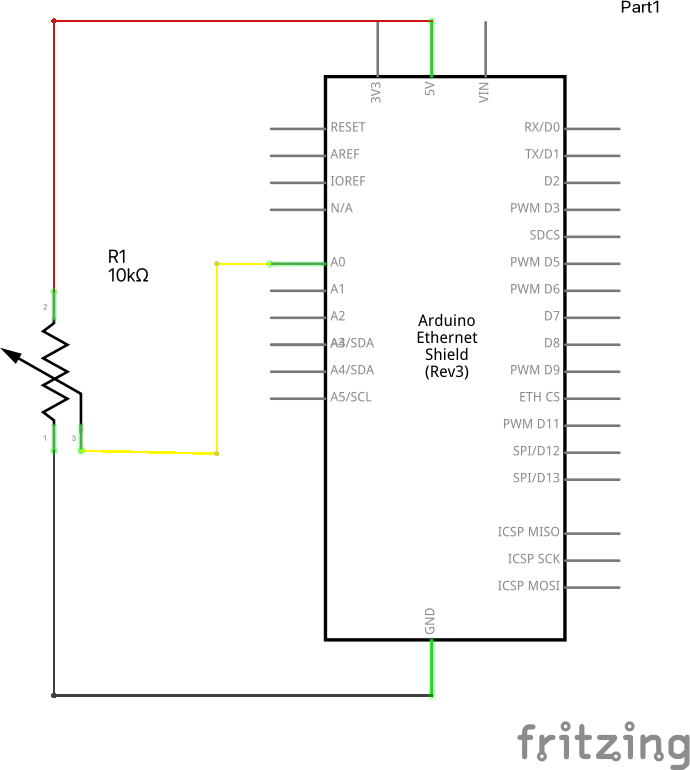 Part1
3V3
5V
VIN
RESET
AREF
IOREF
N/A
A0
A1
A2
A4/SDA
A5/SCL
RX/D0
TX/D1
D2
PWM D3
SDCS
PWM D5
PWM D6
D7
D8
PWM D9
ETH CS
PWM D11
SPI/D12
SPI/D13
ICSP MISO
ICSP SCK
ICSP MOSI
Arduino
Ethernet
Shield
(Rev3)
R1
10kΩ
2
1
3
GND
fritzing